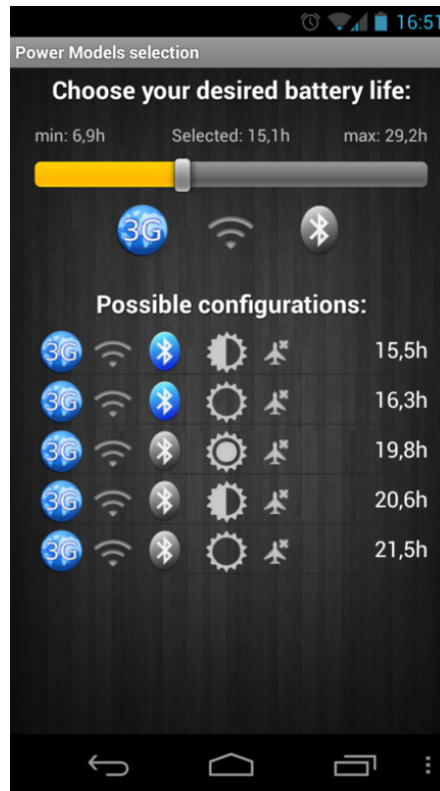 16:51
Power Models selection
Choose your desired battery life:
min: 6,9h Selected: 15,1h max: 29,2h
3G
Possible configurations:
3G 15,5h
3G 16,3h
3G 19,8h
3G 20,6h
3G 21,5h